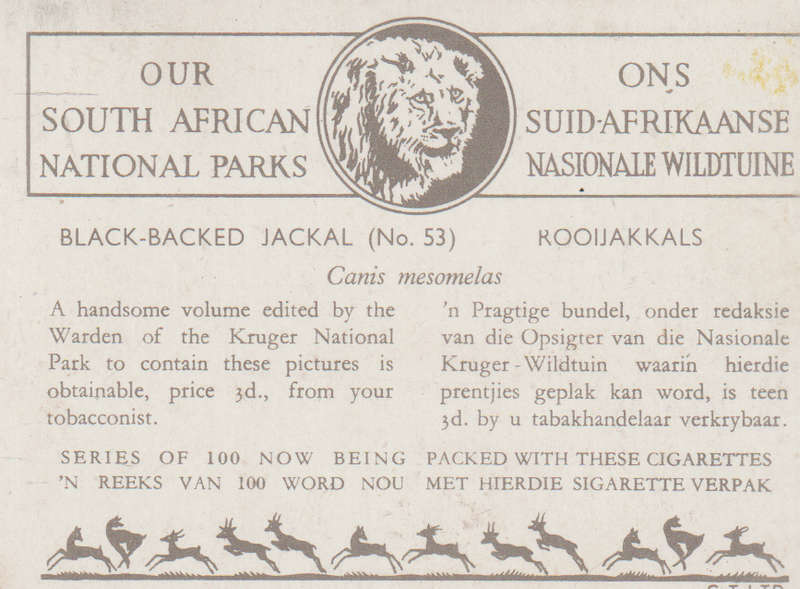 OUR
SOUTH AFRICAN
NATIONAL PARKS
ONS
SUID-AFRIKAANSE
NASIONALE WILDTUINE
BLACK-BACKED JACKAL (No. 53)
ROOIJAKKALS
Canis mesomelas
A handsome volume edited by the
Warden of the Kruger National
Park to contain these pictures is
obtainable, price 3d., from your
tobacconist.
'n Pragtige bundel, onder redaksie
van die Opsigter van die Nasionale
Kruger-Wildtuin waarin hierdie
prentjies geplak kan word, is teen
3d. by u tabakhandelaar verkrybaar.
SERIES OF 100 NOW BEING PACKED WITH THESE CIGARETTES
'N REEKS VAN 100 WORD NOU MET HIERDIE SIGARETTE VERPAK